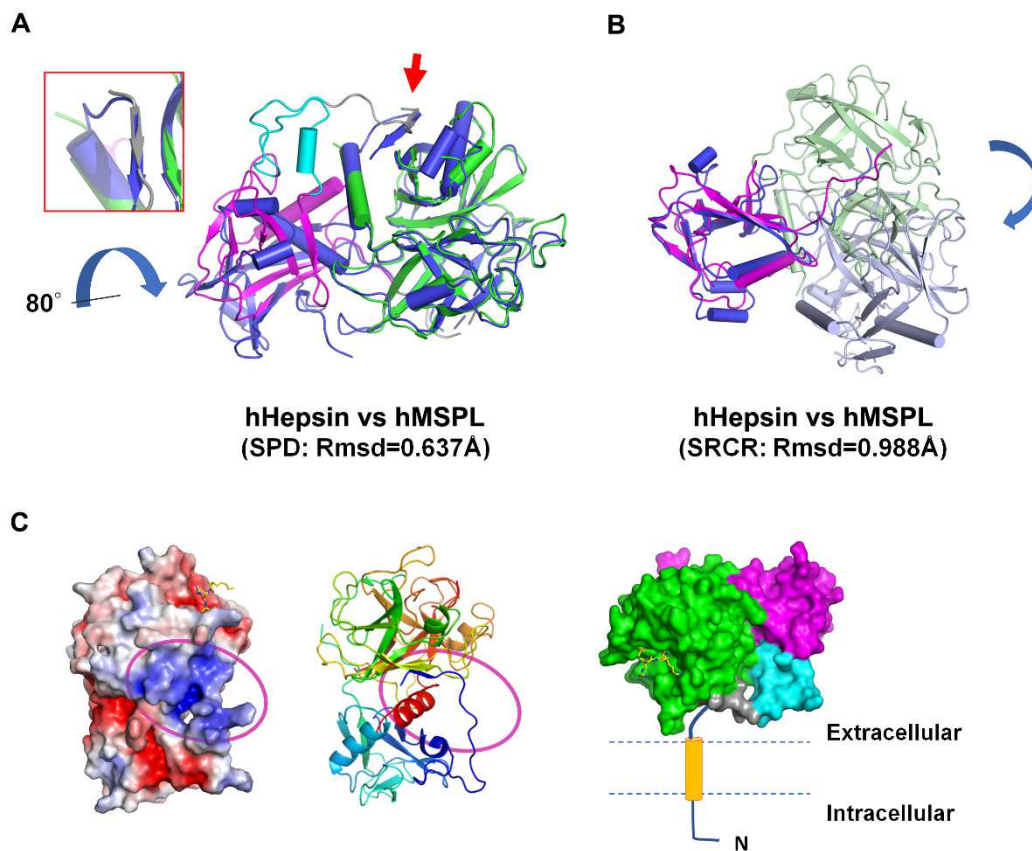 A
B
80°
hHepsin vs hMSPL
(SPD: Rmsd=0.637Å)
hHepsin vs hMSPL
(SRCR: Rmsd=0.988Å)
C
Extracellular
Intracellular
N